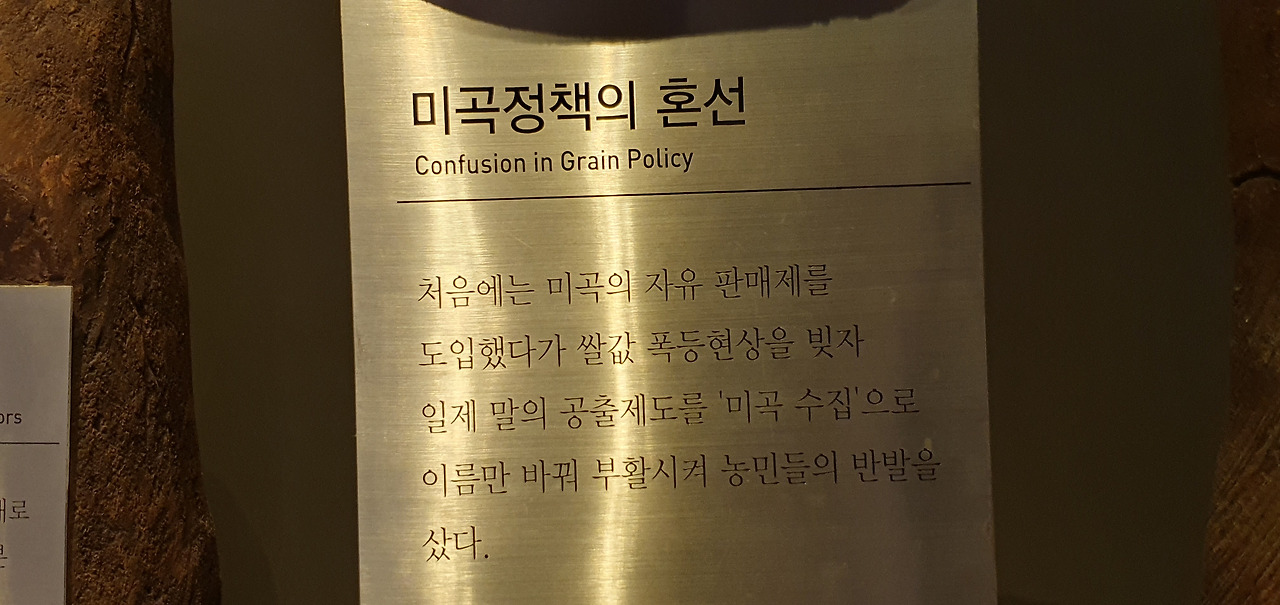 미곡정책의 혼선
Confusion in Grain Policy
처음에는 미곡의 자유 판매제를
도입했다가 쌀값 폭등현상을 빚자
일제 말의 공출제도를 '미곡 수집'으로
이름만 바꿔 부활시켜 농민들의 반발을
샀다.
ors
로